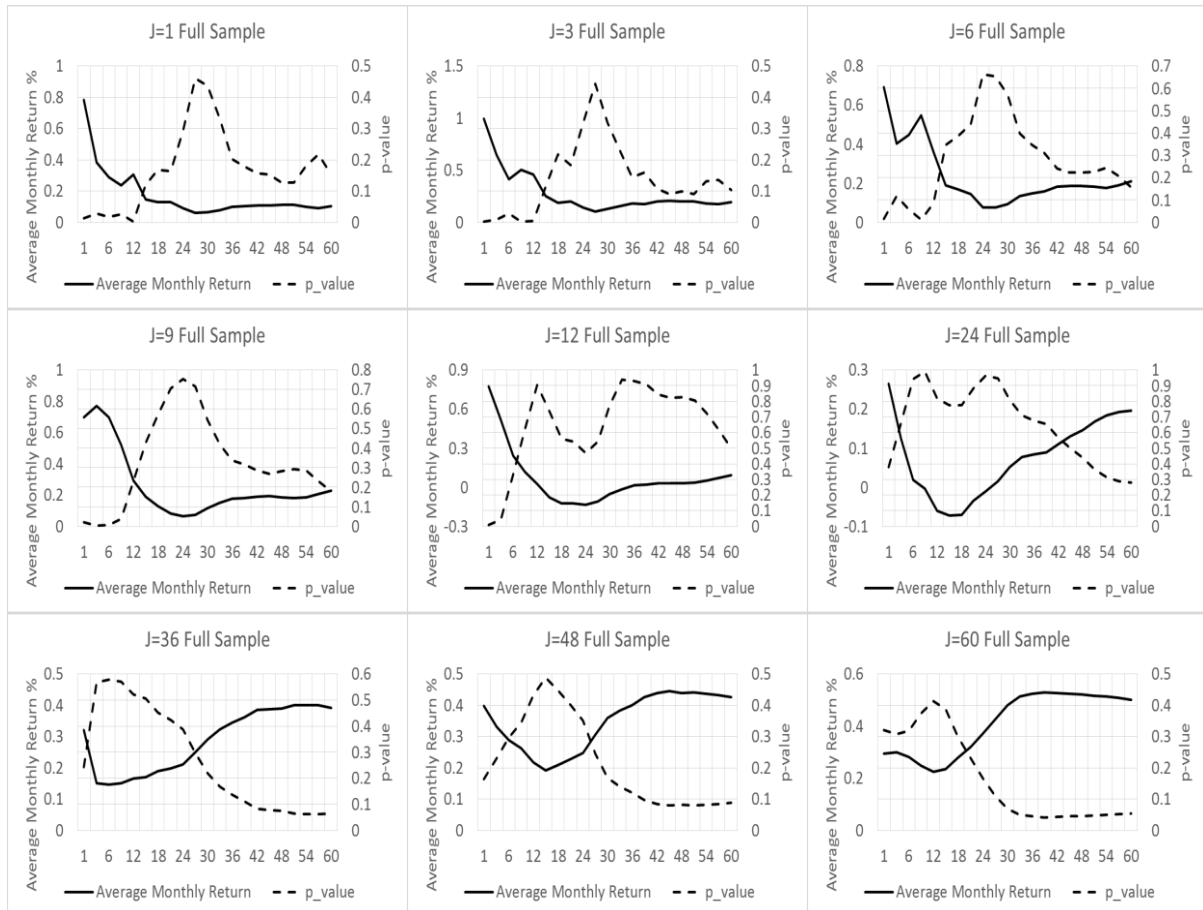 J=1 Full Sample
Average Monthly Return %
1
0.8
0.6
0.4
0.2
0
0.5
0.4
0.3
0.2
0.1
0
p-value
1 6 12 18 24 30 36 42 48 54 60
Average Monthly Return p_value
J=3 Full Sample
Average Monthly Return %
1.5
1
0.5
0
0.5
0.4
0.3
0.2
0.1
0
p-value
1 6 12 18 24 30 36 42 48 54 60
Average Monthly Return p_value
J=6 Full Sample
Average Monthly Return %
0.8
0.6
0.4
0.2
0
0.7
0.6
0.5
0.4
0.3
0.2
0.1
0
p-value
1 6 12 18 24 30 36 42 48 54 60
Average Monthly Return p_value
J=9 Full Sample
Average Monthly Return %
1
0.8
0.6
0.4
0.2
0
0.8
0.7
0.6
0.5
0.4
0.3
0.2
0.1
0
p-value
1 6 12 18 24 30 36 42 48 54 60
Average Monthly Return p_value
J=12 Full Sample
Average Monthly Return %
0.9
0.6
0.3
0
-0.3
1
0.9
0.8
0.7
0.6
0.5
0.4
0.3
0.2
0.1
0
p-value
1 6 12 18 24 30 36 42 48 54 60
Average Monthly Return p_value
J=24 Full Sample
Average Monthly Return %
0.3
0.2
0.1
0
-0.1
1
0.9
0.8
0.7
0.6
0.5
0.4
0.3
0.2
0.1
0
p-value
1 6 12 18 24 30 36 42 48 54 60
Average Monthly Return p_value
J=36 Full Sample
Average Monthly Return %
0.5
0.4
0.3
0.2
0.1
0
0.6
0.5
0.4
0.3
0.2
0.1
0
p-value
1 6 12 18 24 30 36 42 48 54 60
Average Monthly Return p_value
J=48 Full Sample
Average Monthly Return %
0.5
0.4
0.3
0.2
0.1
0
0.5
0.4
0.3
0.2
0.1
0
p-value
1 6 12 18 24 30 36 42 48 54 60
Average Monthly Return p_value
J=60 Full Sample
Average Monthly Return %
0.6
0.4
0.2
0
0.5
0.4
0.3
0.2
0.1
0
p-value
1 6 12 18 24 30 36 42 48 54 60
Average Monthly Return p_value